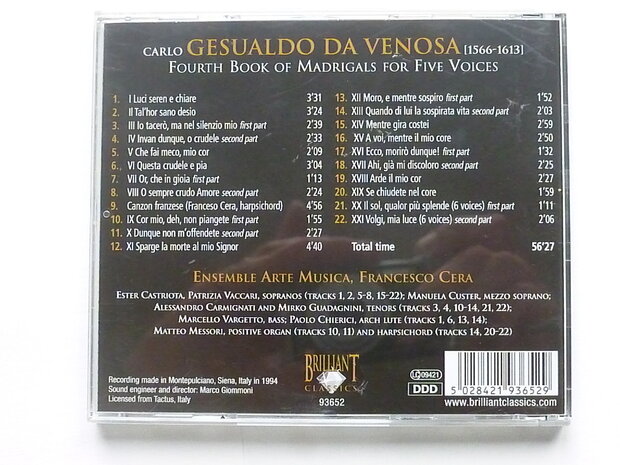 CARLO GESUALDO DA VENOSA [1566-1613]
FOURTH BOOK OF MADRIGALS FOR FIVE VOICES
1. I Luci seren e chiare 3'31
2. II Tal'hor sano desio 3'24
3. III Io tacerò, ma nel silenzio mio first part 2'39
4. IV Invan dunque, o crudele second part 2'33
5. V Che fai meco, mio cor 2'09
6. VI Questa crudele e pia 3'04
7. VII Or, che in gioia first part 1'13
8. VIII O sempre crudo Amore second part 2'24
9. Canzon franzese (Franceso Cera, harpsichord) 4'56
10. IX Cor mio, deh, non piangete first part 1'55
11. X Dunque non m'offendete second part 2'27
12. XI Sparge la morte al mio Signor 4'40
13. XII Moro, e mentre sospiro first part 1'52
14. XIII Quando di lui la sospirata vita second part 2'03
15. XIV Mentre gira costei 2'59
16. XV A voi, mentre il mio core 2'50
17. XVI Ecco, morirò dunque! first part 1'32
18. XVII Ahi, già mi discoloro second part 2'25
19. XVIII Arde il mio cor 2'27
20. XIX Se chiudete nel core 1'59
21. XX Il sol, qualor più splende (6 voices) first part 1'11
22. XXI Volgi, mia luce (6 voices) second part 2'06
Total time 56'27
ENSEMBLE ARTE MUSICA, FRANCESCO CERA
ESTER CASTRIOTA, PATRIZIA VACCARI, SOPRANOS (TRACKS 1, 2, 5-8, 15-22); MANUELA CUSTER, MEZZO SOPRANO;
ALESSANDRO CARMIGNATI AND MIRKO GUADAGNINI, TENORS (TRACKS 3, 4, 10-14, 21, 22);
MARCELLO VARGETTO, BASS; PAOLO CHIERICI, ARCH LUTE (TRACKS 1, 6, 13, 14);
MATTEO MESSORI, POSITIVE ORGAN (TRACKS 10, 11) AND HARPSICHORD (TRACKS 14, 20-22)
Recording made in Montepulciano, Siena, Italy in 1994
Sound engineer and director: Marco Giommoni
Licensed from Tactus, Italy
BRILLIANT
CLASSICS
93652
LC 09421
DDD
5 028421 936529
www.brilliantclassics.com